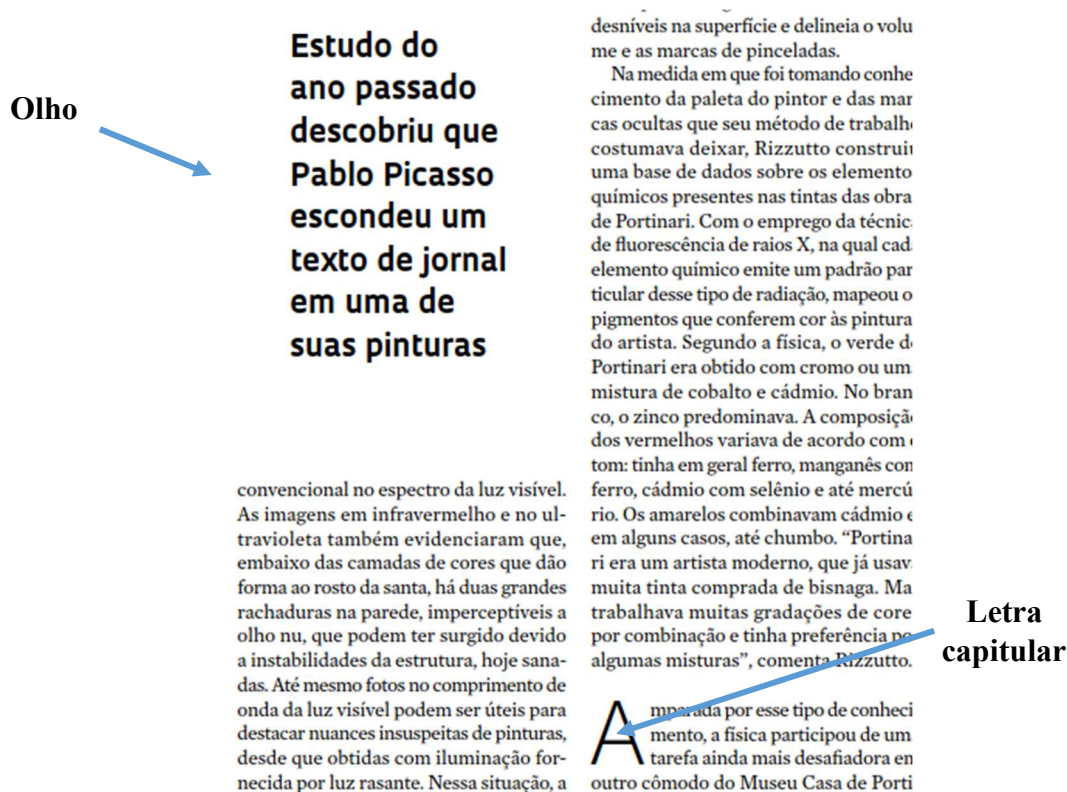 Olho
Estudo do
ano passado
descobriu que
Pablo Picasso
escondeu um
texto de jornal
em uma de
suas pinturas
convencional no espectro da luz visível.
As imagens em infravermelho e no ul-
travioleta também evidenciaram que,
embaixo das camadas de cores que dão
forma ao rosto da santa, há duas grandes
rachaduras na parede, imperceptíveis a
olho nu, que podem ter surgido devido
a instabilidades da estrutura, hoje sana-
das. Até mesmo fotos no comprimento de
onda da luz visível podem ser úteis para
destacar nuances insuspeitas de pinturas,
desde que obtidas com iluminação for-
necida por luz rasante. Nessa situação, a
desníveis na superfície e delineia o volu
me e as marcas de pinceladas.
Na medida em que foi tomando conhe
cimento da paleta do pintor e das mar
cas ocultas que seu método de trabalho
costumava deixar, Rizzutto construiu
uma base de dados sobre os elemento
químicos presentes nas tintas das obra
de Portinari. Com o emprego da técnica
de fluorescência de raios X, na qual cada
elemento químico emite um padrão par
ticular desse tipo de radiação, mapeou o
pigmentos que conferem cor às pintura
do artista. Segundo a física, o verde de
Portinari era obtido com cromo ou um
mistura de cobalto e cádmio. No bran
co, o zinco predominava. A composição
dos vermelhos variava de acordo com
tom: tinha em geral ferro, manganês com
ferro, cádmio com selênio e até mercú
rio. Os amarelos combinavam cádmio e
em alguns casos, até chumbo. “Portina
ri era um artista moderno, que já usav
muita tinta comprada de bisnaga. Ma
trabalhava muitas gradações de core
por combinação e tinha preferência po
algumas misturas”, comenta Rizzutto.
Amparada por esse tipo de conheci
mento, a física participou de um
tarefa ainda mais desafiadora em
outro cômodo do Museu Casa de Porti
Letra
capitular